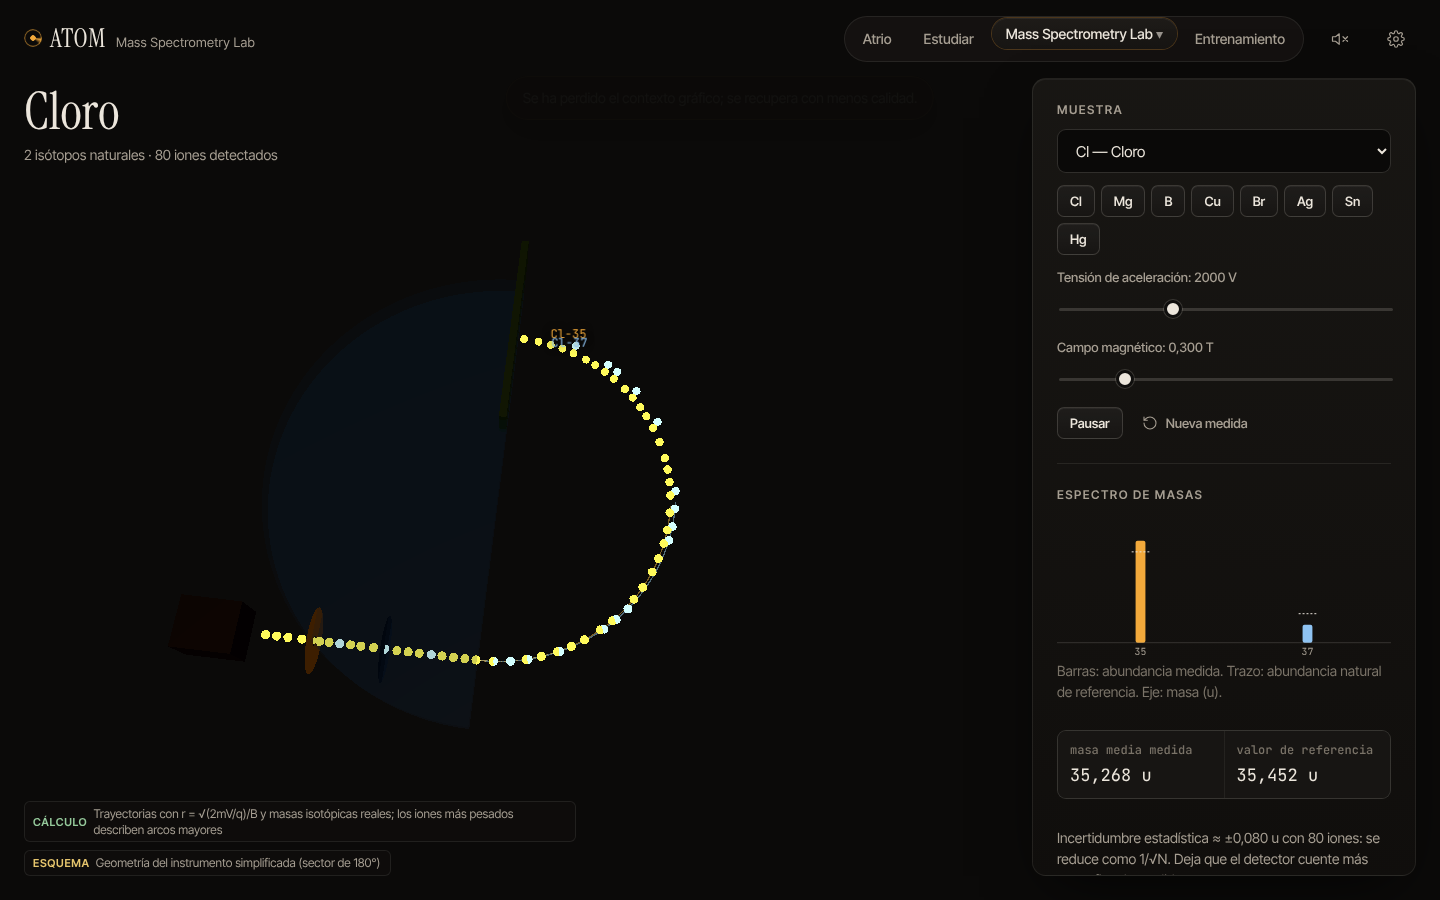 ATOM Mass Spectrometry Lab
Atrio Estudiar Mass Spectrometry Lab ▾ Entrenamiento
Cloro
2 isótopos naturales · 80 iones detectados
Se ha perdido el contexto gráfico; se recupera con menos calidad.
Cl-35
MUESTRA
Cl — Cloro
Cl Mg B Cu Br Ag Sn
Hg
Tensión de aceleración: 2000 V
Campo magnético: 0,300 T
Pausar Nueva medida
ESPECTRO DE MASAS
35 37
Barras: abundancia medida. Trazo: abundancia natural
de referencia. Eje: masa (u).
masa media medida valor de referencia
35,268 u 35,452 u
Incertidumbre estadística ≈ ±0,080 u con 80 iones: se
reduce como 1/√N. Deja que el detector cuente más
CÁLCULO Trayectorias con r = √(2mV/q)/B y masas isotópicas reales; los iones más pesados
describen arcos mayores
ESQUEMA Geometría del instrumento simplificada (sector de 180°)